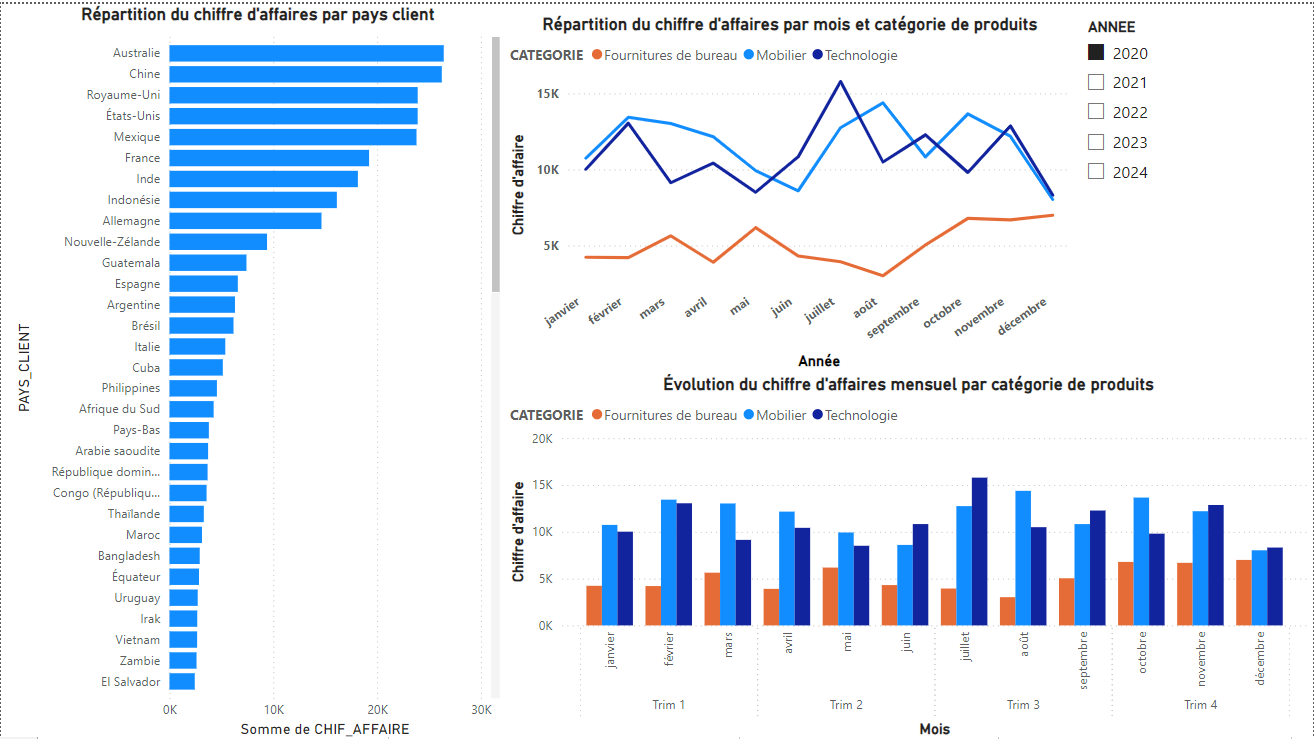 Répartition du chiffre d'affaires par pays client
PAYS_CLIENT
Australie
Chine
Royaume-Uni
États-Unis
Mexique
France
Inde
Indonésie
Allemagne
Nouvelle-Zélande
Guatemala
Espagne
Argentine
Brésil
Italie
Cuba
Philippines
Afrique du Sud
Pays-Bas
Arabie saoudite
République domin...
Congo (Républiqu...
Thaïlande
Maroc
Bangladesh
Équateur
Uruguay
Irak
Vietnam
Zambie
El Salvador
0K 10K 20K 30K
Somme de CHIF_AFFAIRE
Répartition du chiffre d'affaires par mois et catégorie de produits
CATEGORIE Fournitures de bureau Mobilier Technologie
Chiffre d'affaire
15K
10K
5K
janvier février mars avril mai juin juillet août septembre octobre novembre décembre
Année
ANNEE
2020
2021
2022
2023
2024
Évolution du chiffre d'affaires mensuel par catégorie de produits
CATEGORIE Fournitures de bureau Mobilier Technologie
Chiffre d'affaire
20K
15K
10K
5K
0K
janvier février mars avril mai juin juillet août septembre octobre novembre décembre
Trim 1 Trim 2 Trim 3 Trim 4
Mois